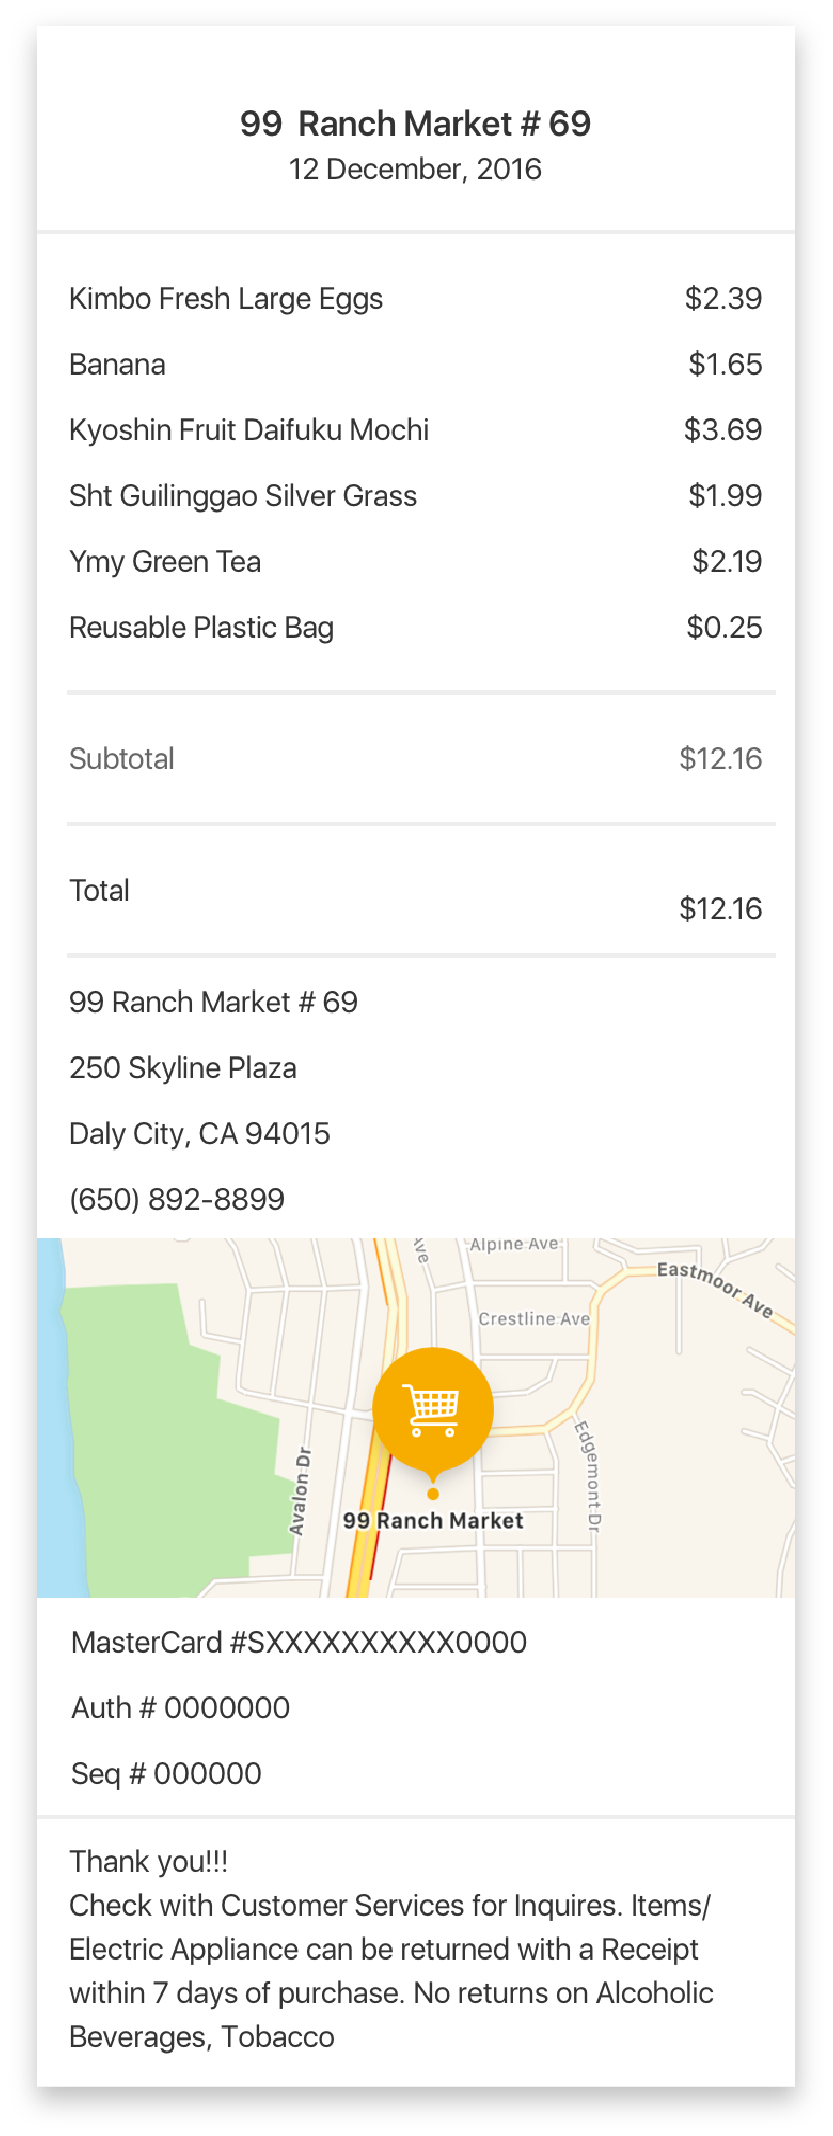 99 Ranch Market # 69
12 December, 2016
Kimbo Fresh Large Eggs $2.39
Banana $1.65
Kyoshin Fruit Daifuku Mochi $3.69
Sht Guilinggao Silver Grass $1.99
Ymy Green Tea $2.19
Reusable Plastic Bag $0.25
Subtotal $12.16
Total $12.16
99 Ranch Market # 69
250 Skyline Plaza
Daly City, CA 94015
(650) 892-8899
Ave
Alpine Ave
Eastmoor Ave
Crestline Ave
Edgemont Dr
Avalon Dr
99 Ranch Market
MasterCard #SXXXXXXXXXX0000
Auth # 0000000
Seq # 000000
Thank you!!!
Check with Customer Services for Inquires. Items/
Electric Appliance can be returned with a Receipt
within 7 days of purchase. No returns on Alcoholic
Beverages, Tobacco